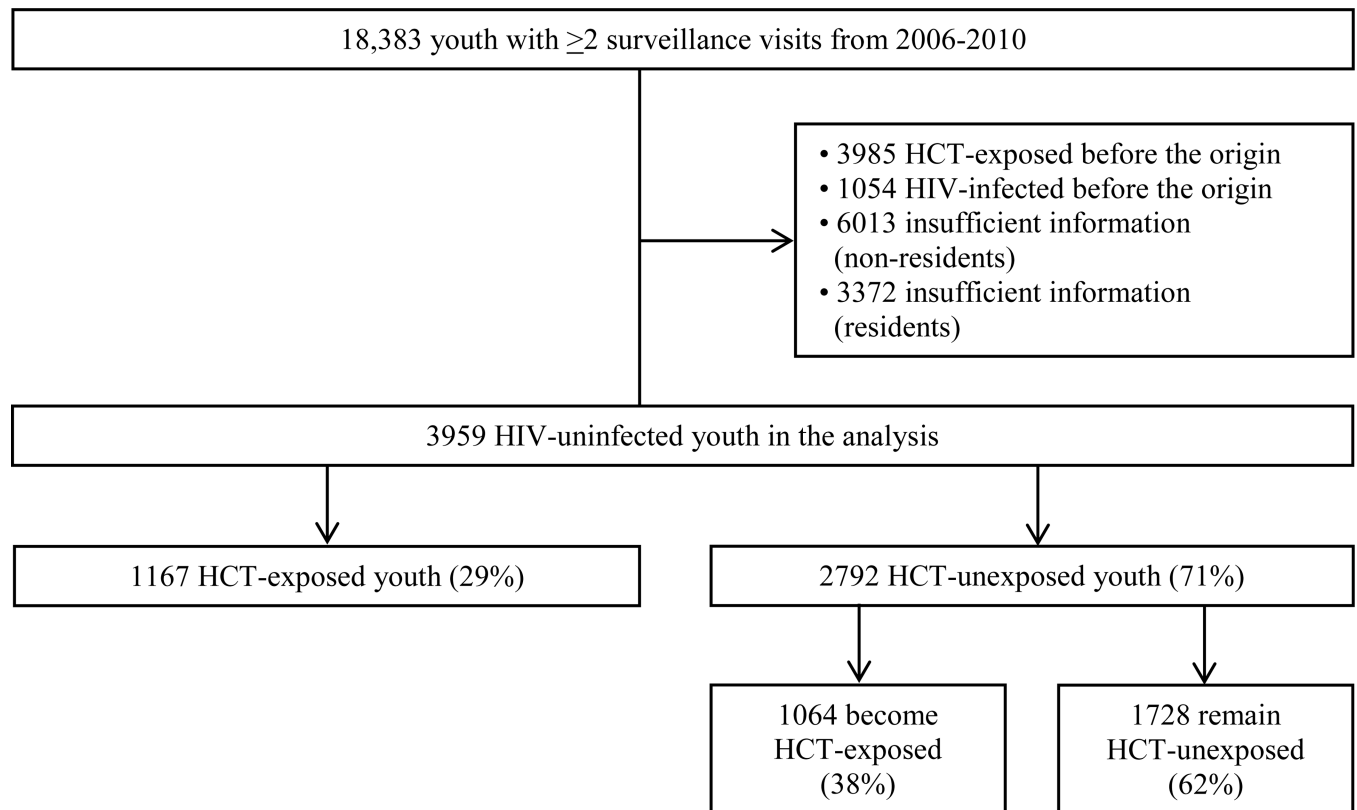 18,383 youth with ≥2 surveillance visits from 2006-2010
• 3985 HCT-exposed before the origin
• 1054 HIV-infected before the origin
• 6013 insufficient information
(non-residents)
• 3372 insufficient information
(residents)
3959 HIV-uninfected youth in the analysis
1167 HCT-exposed youth (29%)
2792 HCT-unexposed youth (71%)
1064 become
HCT-exposed
(38%)
1728 remain
HCT-unexposed
(62%)